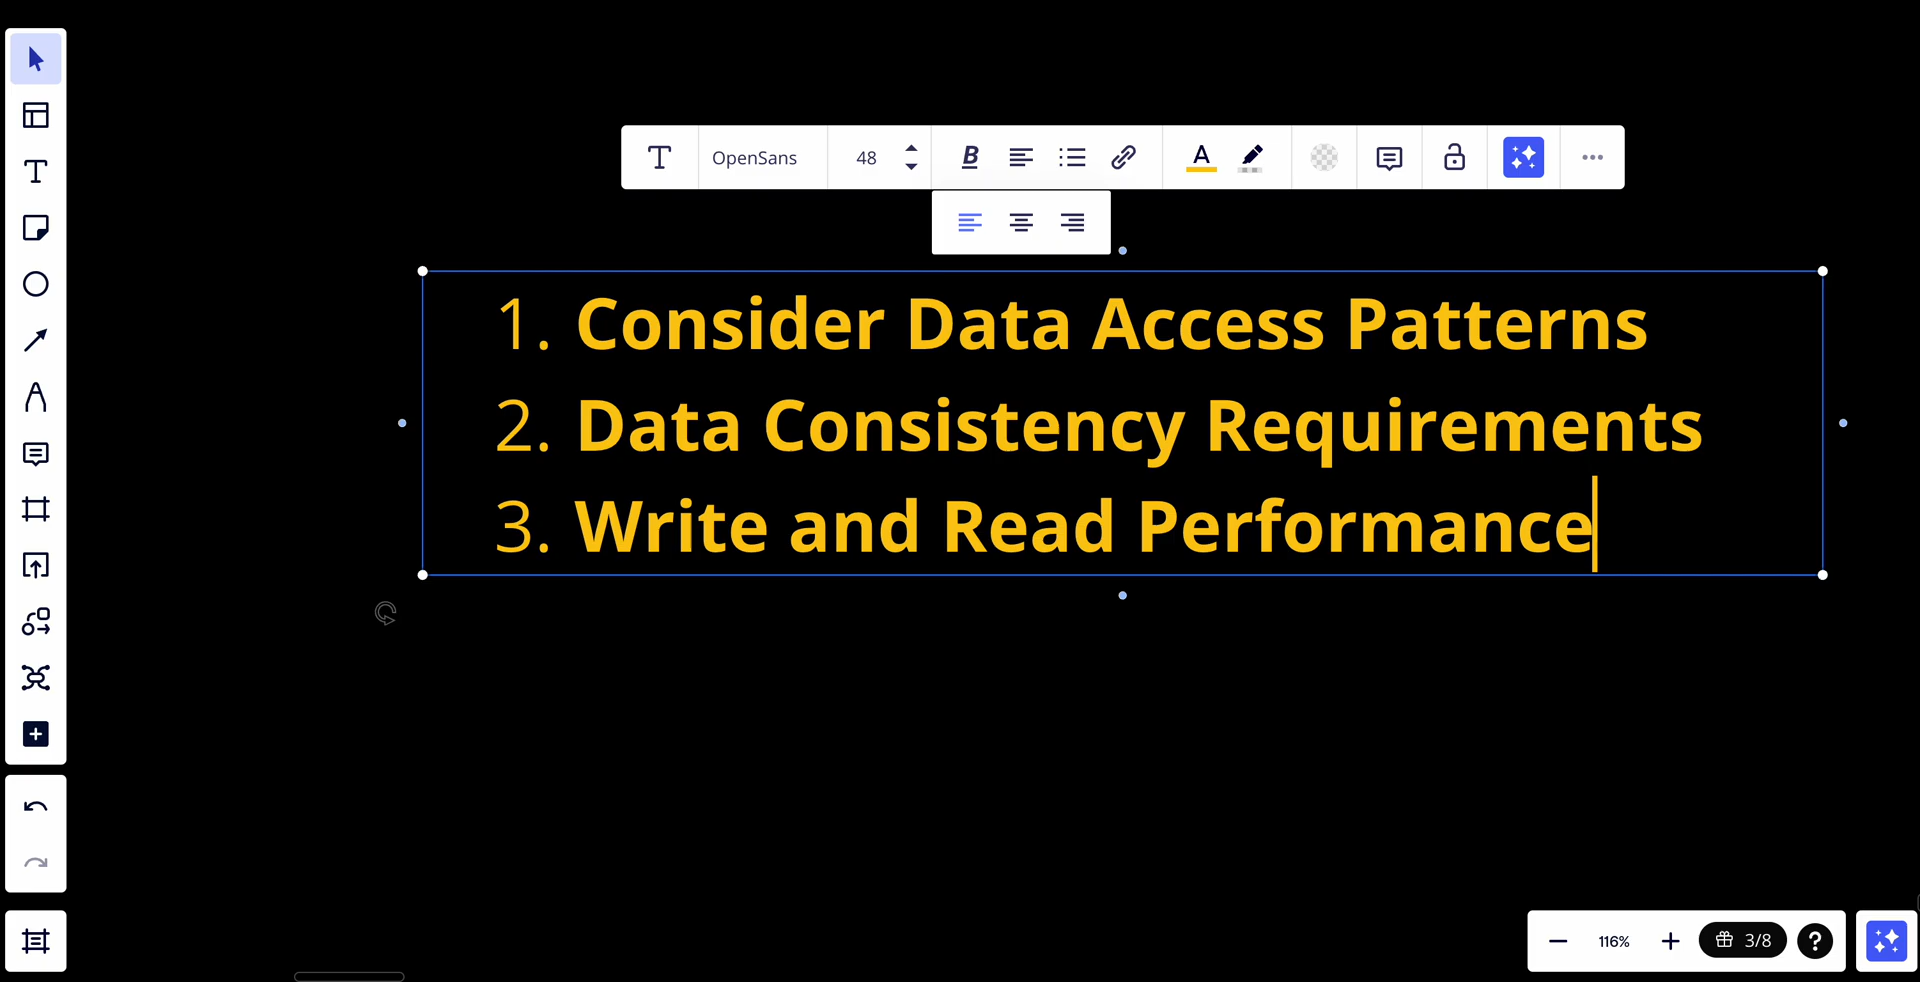 OpenSans
48
B
A
1. Consider Data Access Patterns
2. Data Consistency Requirements
3. Write and Read Performance
116%
3/8
?